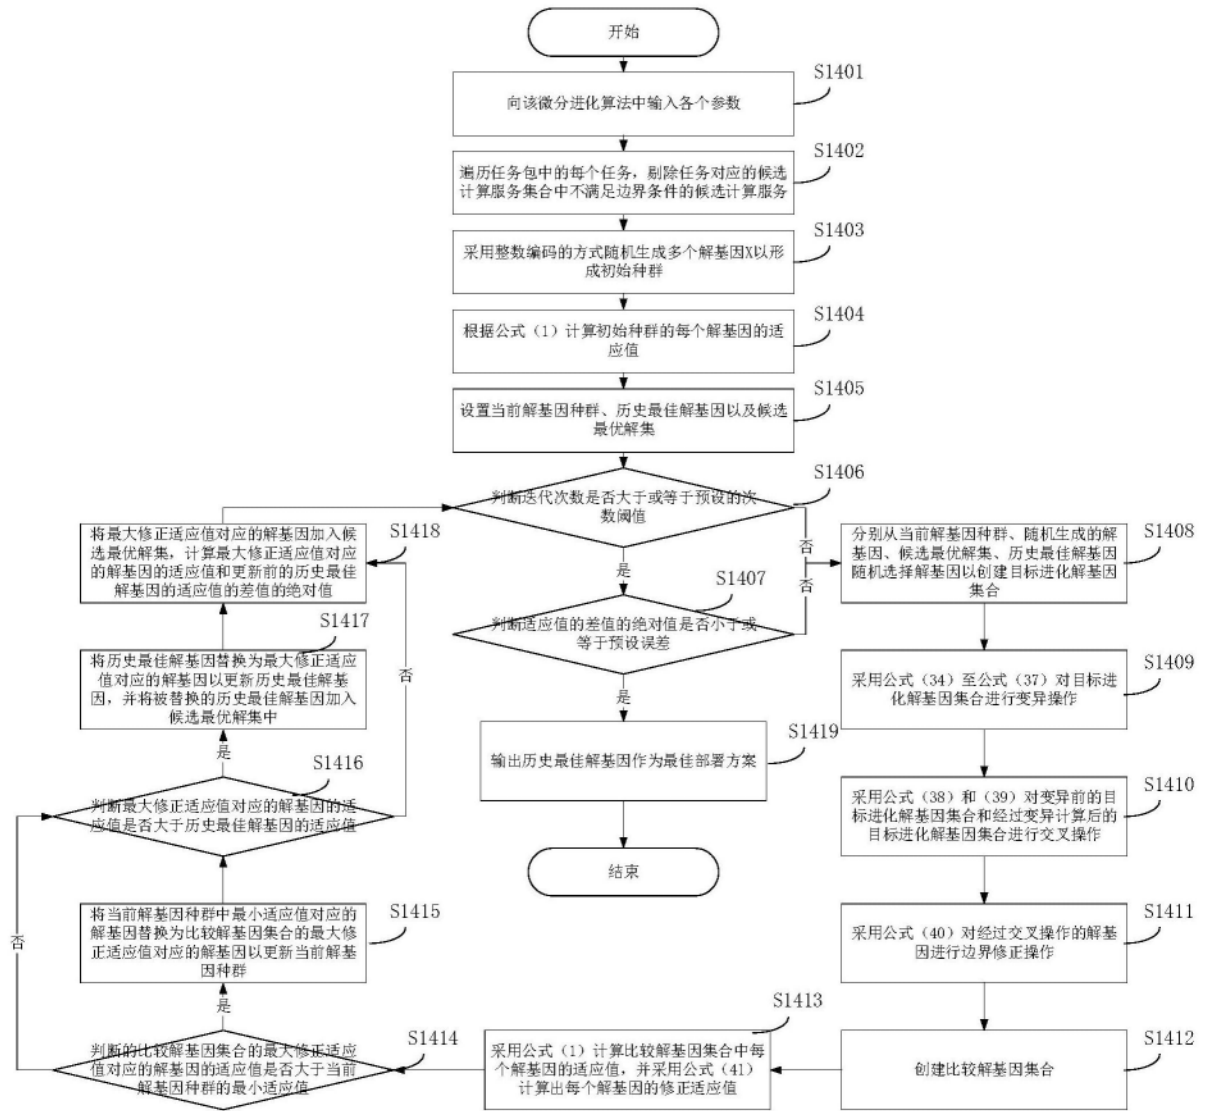 开始
S1401
向该微分进化算法中输入各个参数
S1402
遍历任务包中的每个任务，剔除任务对应的候选
计算服务集合中不满足边界条件的候选计算服务
S1403
采用整数编码的方式随机生成多个解基因X以形
成初始种群
S1404
根据公式（1）计算初始种群的每个解基因的适
应值
S1405
设置当前解基因种群、历史最佳解基因以及候选
最优解集
S1406
判断迭代次数是否大于或等于预设的次
数阈值
否
是
S1407
判断适应值的差值的绝对值是否小于或
等于预设误差
否
是
S1419
输出历史最佳解基因作为最佳部署方案
结束
S1408
分别从当前解基因种群、随机生成的解
基因、候选最优解集、历史最佳解基因
随机选择解基因以创建目标进化解基因
集合
S1409
采用公式（34）至公式（37）对目标进
化解基因集合进行变异操作
S1410
采用公式（38）和（39）对变异前的目
标进化解基因集合和经过变异计算后的
目标进化解基因集合进行交叉操作
S1411
采用公式（40）对经过交叉操作的解基
因进行边界修正操作
S1412
创建比较解基因集合
S1413
采用公式（1）计算比较解基因集合中每
个解基因的适应值，并采用公式（41）
计算出每个解基因的修正适应值
S1414
判断的比较解基因集合的最大修正适应
值对应的解基因的适应值是否大于当前
解基因种群的最小适应值
是
否
S1415
将当前解基因种群中最小适应值对应的
解基因替换为比较解基因集合的最大修
正适应值对应的解基因以更新当前解基
因种群
S1416
判断最大修正适应值对应的解基因的适
应值是否大于历史最佳解基因的适应值
是
否
S1417
将历史最佳解基因替换为最大修正适应
值对应的解基因以更新历史最佳解基
因，并将被替换的历史最佳解基因加入
候选最优解集中
S1418
将最大修正适应值对应的解基因加入候
选最优解集，计算最大修正适应值对应
的解基因的适应值和更新前的历史最佳
解基因的适应值的差值的绝对值